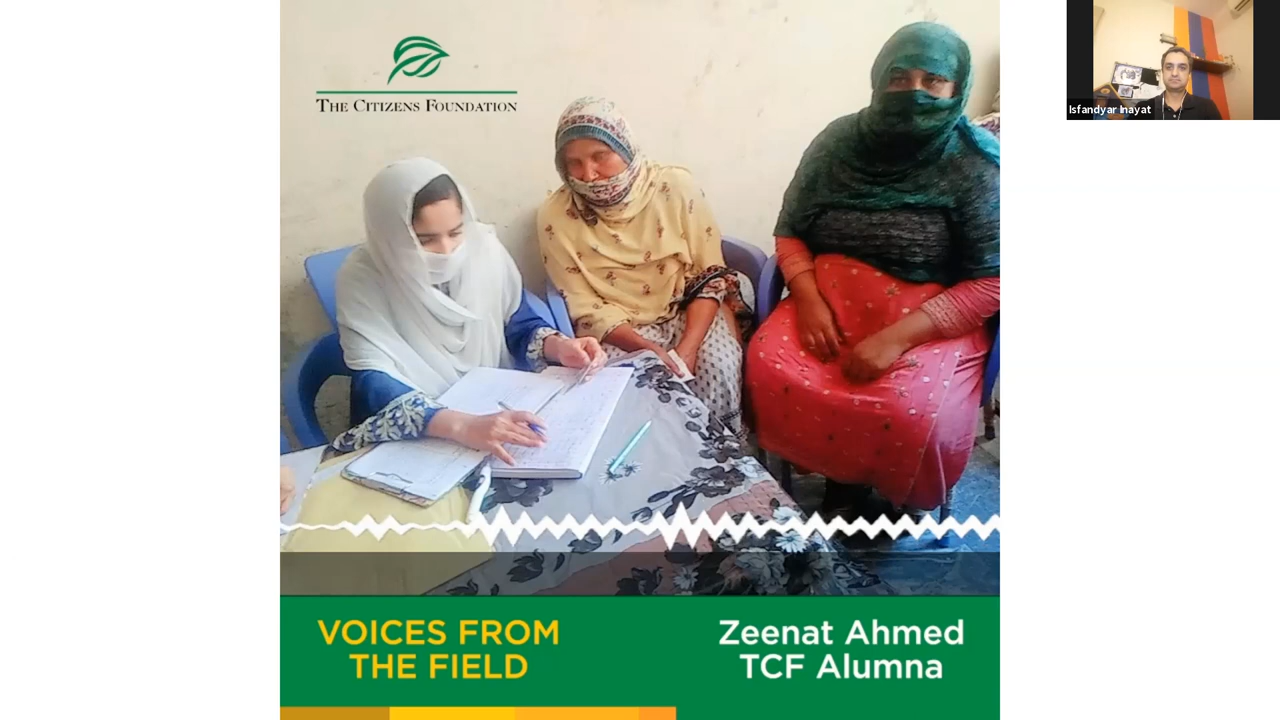 THE CITIZENS FOUNDATION
Isfandyar Inayat
VOICES FROM
THE FIELD
Zeenat Ahmed
TCF Alumna